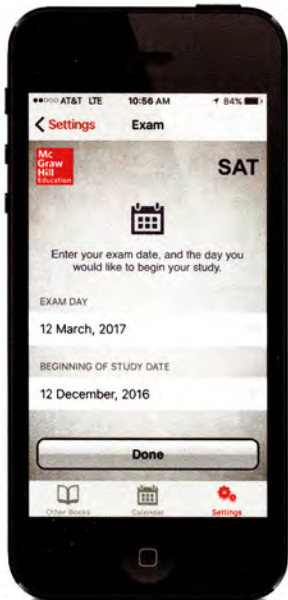 ●●○○○ AT&T LTE 10:56 AM 84%
Settings Exam
Mc
Graw
Hill
Education
SAT
Enter your exam date, and the day you
would like to begin your study.
EXAM DAY
12 March, 2017
BEGINNING OF STUDY DATE
12 December, 2016
Done
Other Books Calendar Settings